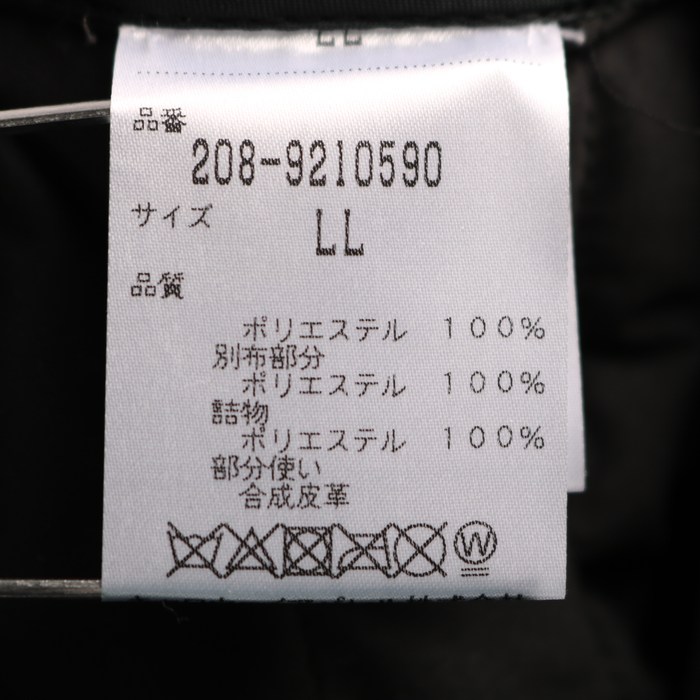 品番
208-9210590
サイズ
LL
品質
ポリエステル 100%
別布部分
ポリエステル 100%
詰物
ポリエステル 100%
部分使い
合成皮革
W